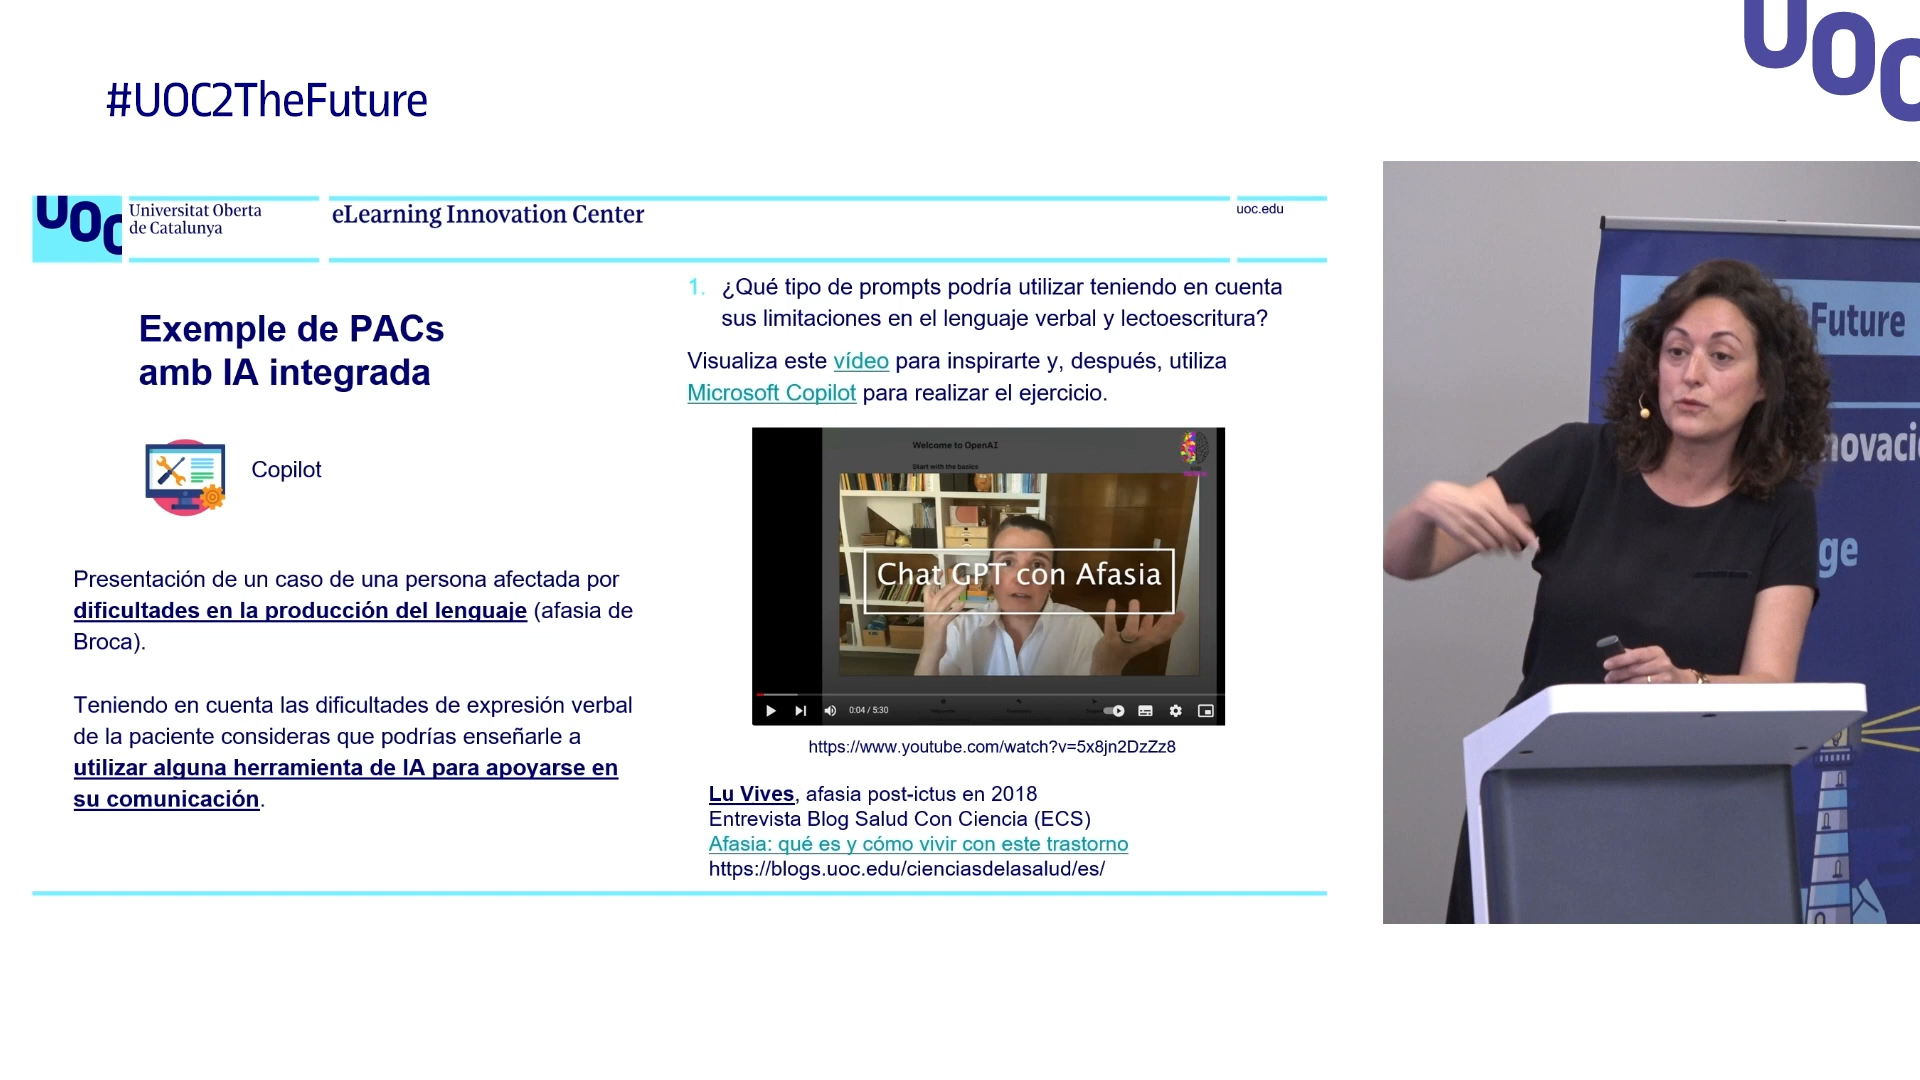 UOC
#UOC2TheFuture
UOC
Universitat Oberta
de Catalunya
eLearning Innovation Center
uoc.edu
Exemple de PACs
amb IA integrada
Copilot
Presentación de un caso de una persona afectada por
dificultades en la producción del lenguaje (afasia de
Broca).
Teniendo en cuenta las dificultades de expresión verbal
de la paciente consideras que podrías enseñarle a
utilizar alguna herramienta de IA para apoyarse en
su comunicación.
1. ¿Qué tipo de prompts podría utilizar teniendo en cuenta
sus limitaciones en el lenguaje verbal y lectoescritura?
Visualiza este vídeo para inspirarte y, después, utiliza
Microsoft Copilot para realizar el ejercicio.
Welcome to OpenAI
Start with the basics
Chat GPT con Afasia
0:04 / 5:30
https://www.youtube.com/watch?v=5x8jn2DzZz8
Lu Vives, afasia post-ictus en 2018
Entrevista Blog Salud Con Ciencia (ECS)
Afasia: qué es y cómo vivir con este trastorno
https://blogs.uoc.edu/cienciasdelasalud/es/
Future
novació
ge